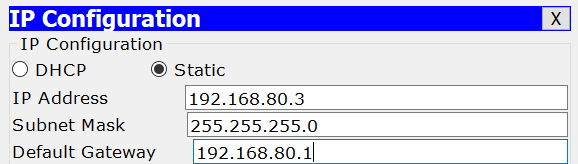 IP Configuration X
IP Configuration
DHCP Static
IP Address 192.168.80.3
Subnet Mask 255.255.255.0
Default Gateway 192.168.80.1